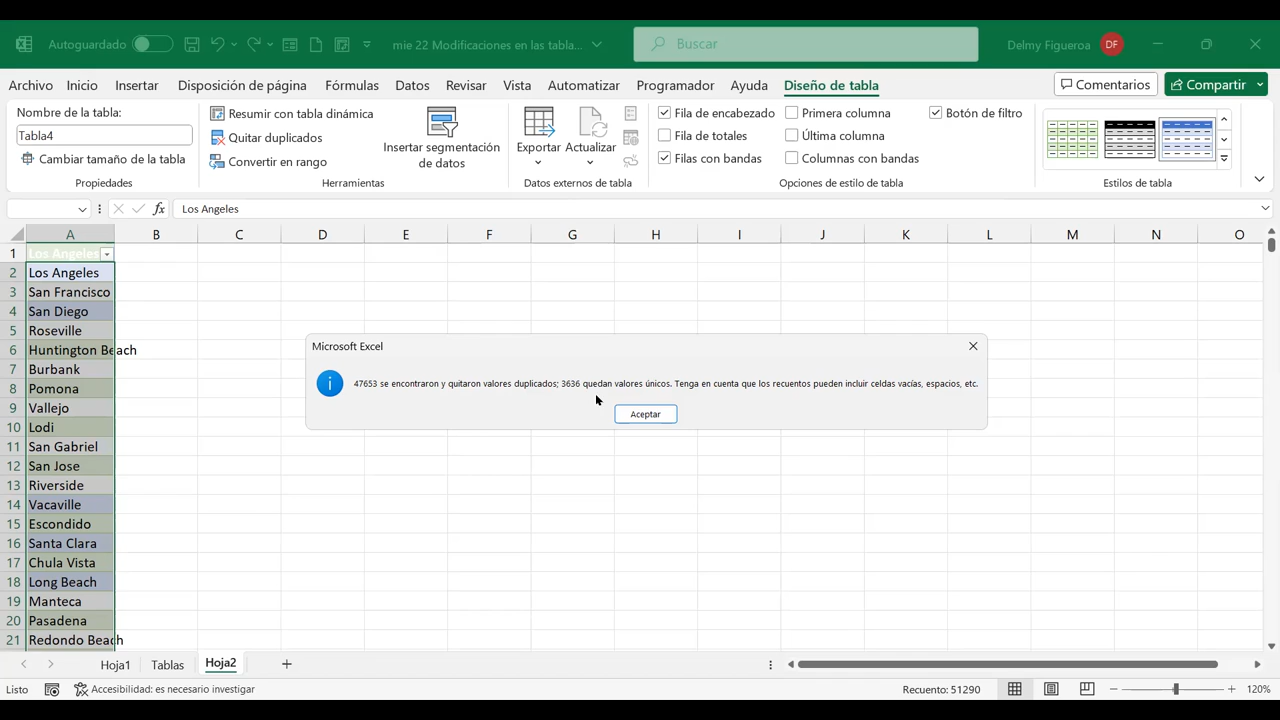 Autoguardado
mie 22 Modificaciones en las tabla...
Buscar
Delmy Figueroa
DF
Archivo Inicio Insertar Disposición de página Fórmulas Datos Revisar Vista Automatizar Programador Ayuda Diseño de tabla
Comentarios
Compartir
Nombre de la tabla:
Tabla4
Cambiar tamaño de la tabla
Propiedades
Resumir con tabla dinámica
Quitar duplicados
Convertir en rango
Insertar segmentación
de datos
Herramientas
Exportar
Actualizar
Datos externos de tabla
Fila de encabezado
Fila de totales
Filas con bandas
Primera columna
Última columna
Columnas con bandas
Botón de filtro
Opciones de estilo de tabla
Estilos de tabla
fx Los Angeles
A B C D E F G H I J K L M N O
1 Los Angeles
2 Los Angeles
3 San Francisco
4 San Diego
5 Roseville
6 Huntington Beach
7 Burbank
8 Pomona
9 Vallejo
10 Lodi
11 San Gabriel
12 San Jose
13 Riverside
14 Vacaville
15 Escondido
16 Santa Clara
17 Chula Vista
18 Long Beach
19 Manteca
20 Pasadena
21 Redondo Beach
Microsoft Excel
47653 se encontraron y quitaron valores duplicados; 3636 quedan valores únicos. Tenga en cuenta que los recuentos pueden incluir celdas vacías, espacios, etc.
Aceptar
Hoja1 Tablas Hoja2
Listo
Accesibilidad: es necesario investigar
Recuento: 51290
120%